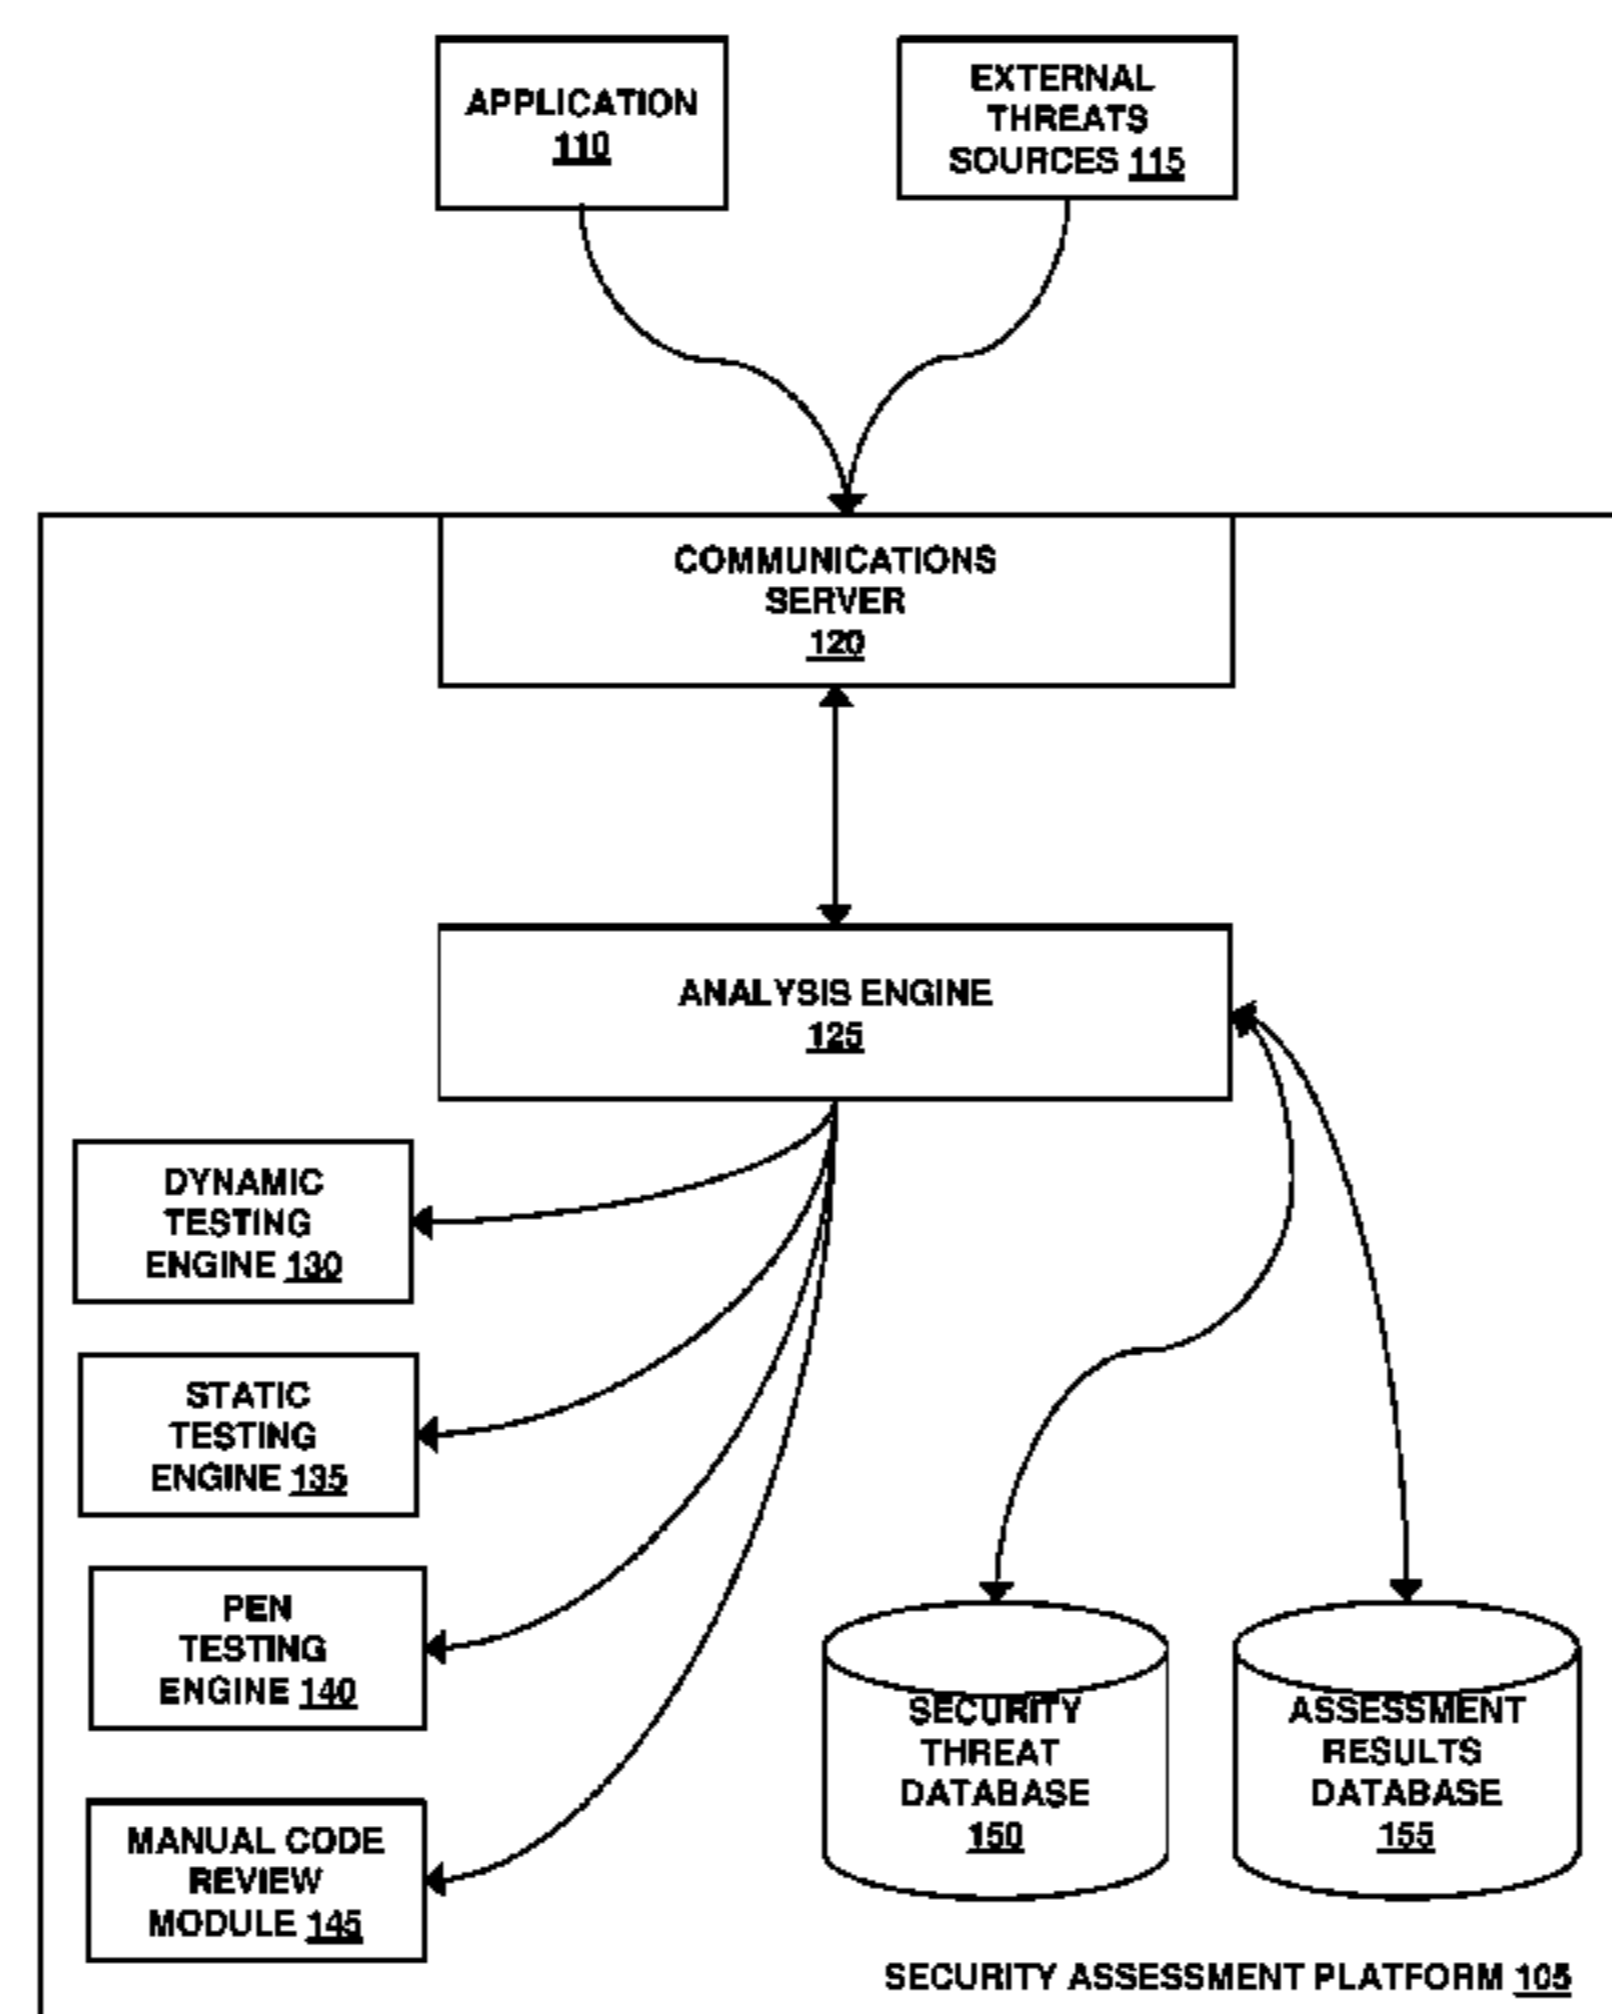 APPLICATION
110
EXTERNAL
THREATS
SOURCES 115
COMMUNICATIONS
SERVER
120
ANALYSIS ENGINE
125
DYNAMIC
TESTING
ENGINE 130
STATIC
TESTING
ENGINE 135
PEN
TESTING
ENGINE 140
MANUAL CODE
REVIEW
MODULE 145
SECURITY
THREAT
DATABASE
150
ASSESSMENT
RESULTS
DATABASE
155
SECURITY ASSESSMENT PLATFORM 105